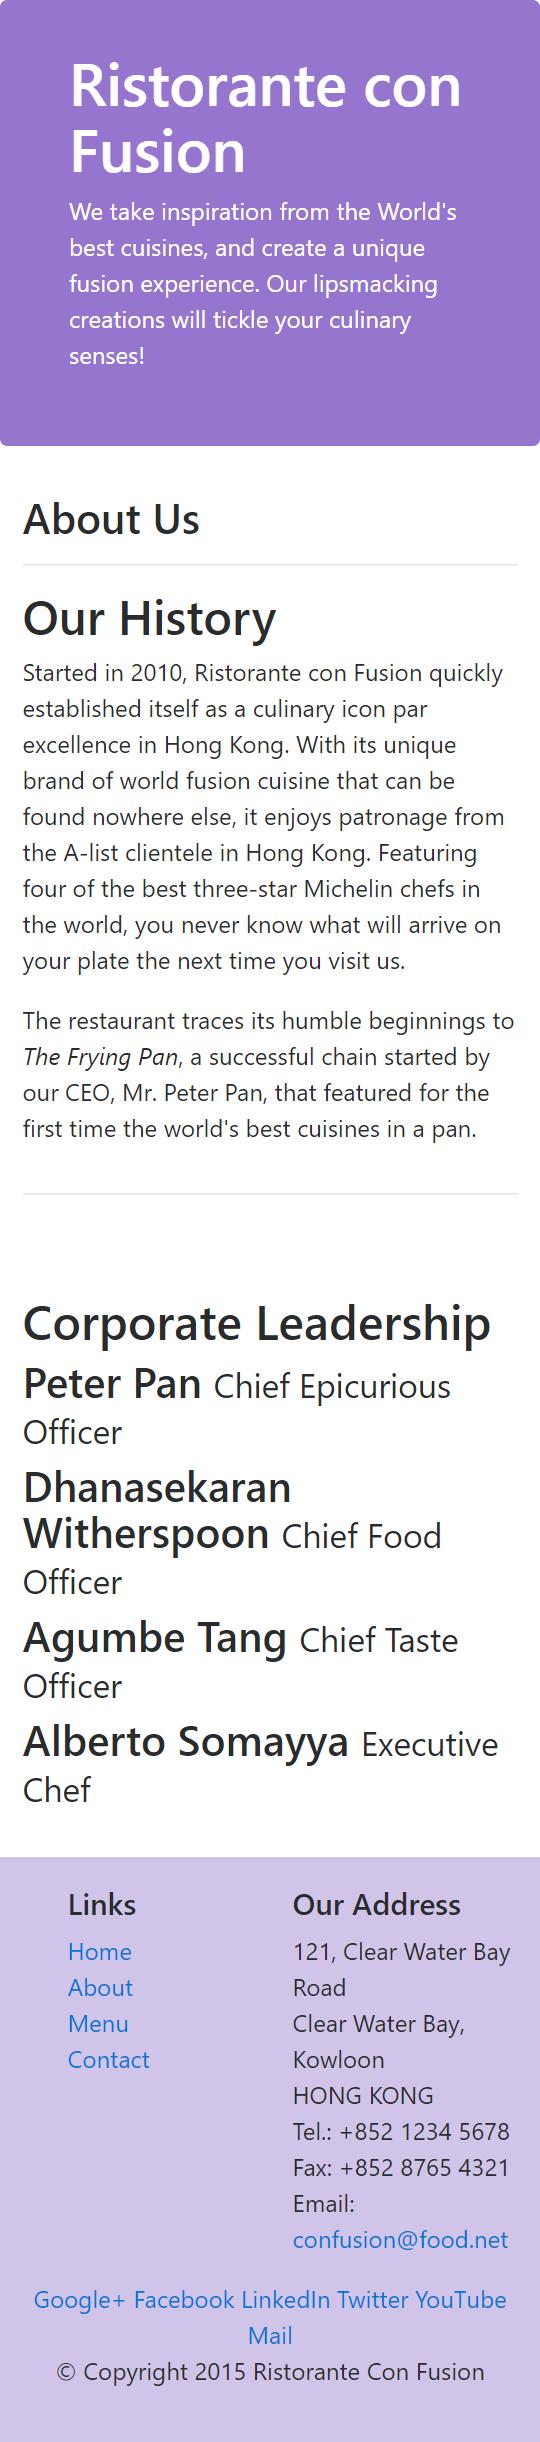 Ristorante con
Fusion
We take inspiration from the World's
best cuisines, and create a unique
fusion experience. Our lipsmacking
creations will tickle your culinary
senses!
About Us
Our History
Started in 2010, Ristorante con Fusion quickly
established itself as a culinary icon par
excellence in Hong Kong. With its unique
brand of world fusion cuisine that can be
found nowhere else, it enjoys patronage from
the A-list clientele in Hong Kong. Featuring
four of the best three-star Michelin chefs in
the world, you never know what will arrive on
your plate the next time you visit us.
The restaurant traces its humble beginnings to
The Frying Pan, a successful chain started by
our CEO, Mr. Peter Pan, that featured for the
first time the world's best cuisines in a pan.
Corporate Leadership
Peter Pan Chief Epicurious
Officer
Dhanasekaran
Witherspoon Chief Food
Officer
Agumbe Tang Chief Taste
Officer
Alberto Somayya Executive
Chef
Links
Home
About
Menu
Contact
Our Address
121, Clear Water Bay
Road
Clear Water Bay,
Kowloon
HONG KONG
Tel.: +852 1234 5678
Fax: +852 8765 4321
Email:
confusion@food.net
Google+ Facebook LinkedIn Twitter YouTube
Mail
© Copyright 2015 Ristorante Con Fusion